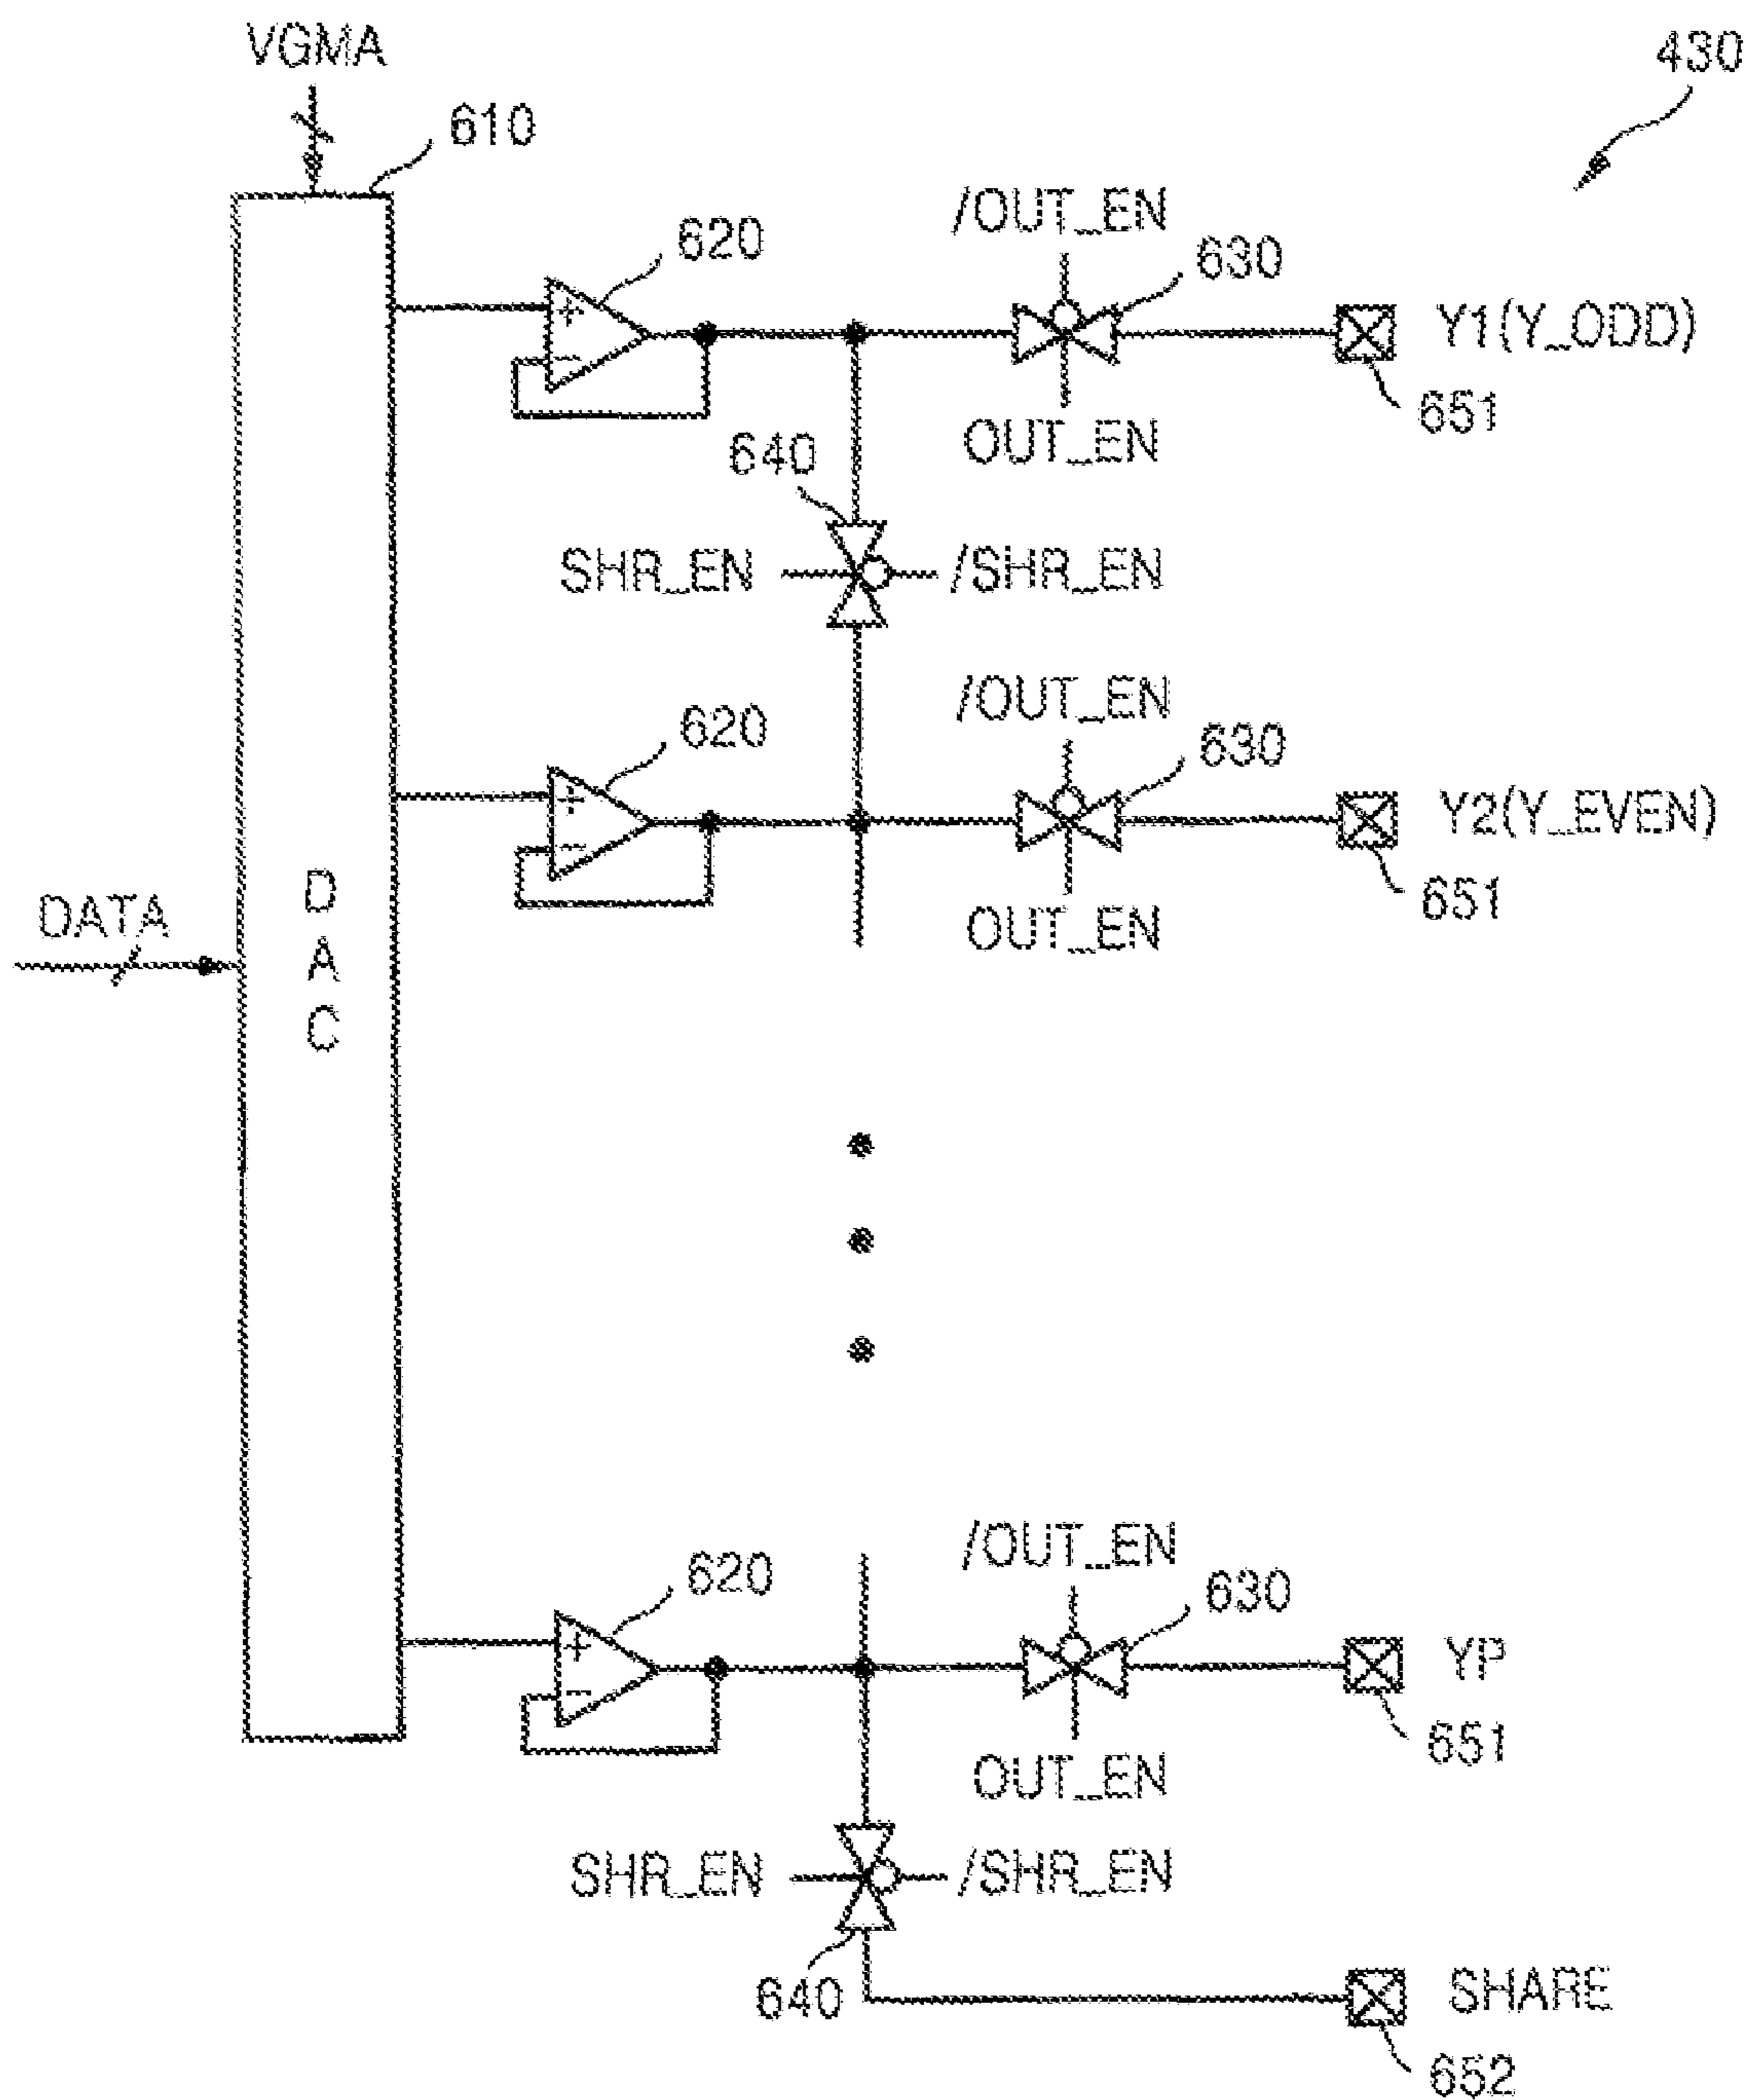 VGMA
430
610
/OUT_EN
620
630
+
Y1(Y_ODD)
-
651
OUT_EN
640
SHR_EN
/SHR_EN
/OUT_EN
620
630
+
Y2(Y_EVEN)
-
651
DATA
OUT_EN
D
A
C
/OUT_EN
620
630
+
YP
-
651
OUT_EN
SHR_EN
/SHR_EN
640
SHARE
652